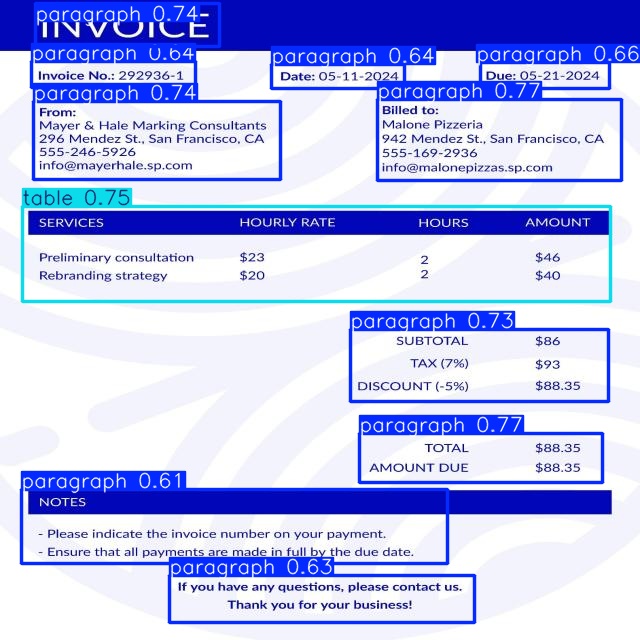 paragraph 0.74-
INVOICE
paragraph 0.64 paragraph 0.64 paragraph 0.66
Invoice No.: 292936-1 Date: 05-11-2024 Due: 05-21-2024
paragraph 0.74 paragraph 0.77
From:
Mayer & Hale Marking Consultants
296 Mendez St., San Francisco, CA
555-246-5926
info@mayerhale.sp.com
Billed to:
Malone Pizzeria
942 Mendez St., San Francisco, CA
555-169-2936
info@malonepizzas.sp.com
table 0.75
SERVICES HOURLY RATE HOURS AMOUNT
Preliminary consultation $23 2 $46
Rebranding strategy $20 2 $40
paragraph 0.73
SUBTOTAL $86
TAX (7%) $93
DISCOUNT (-5%) $88.35
paragraph 0.77
TOTAL $88.35
AMOUNT DUE $88.35
paragraph 0.61
NOTES
- Please indicate the invoice number on your payment.
- Ensure that all payments are made in full by the due date.
paragraph 0.63
If you have any questions, please contact us.
Thank you for your business!